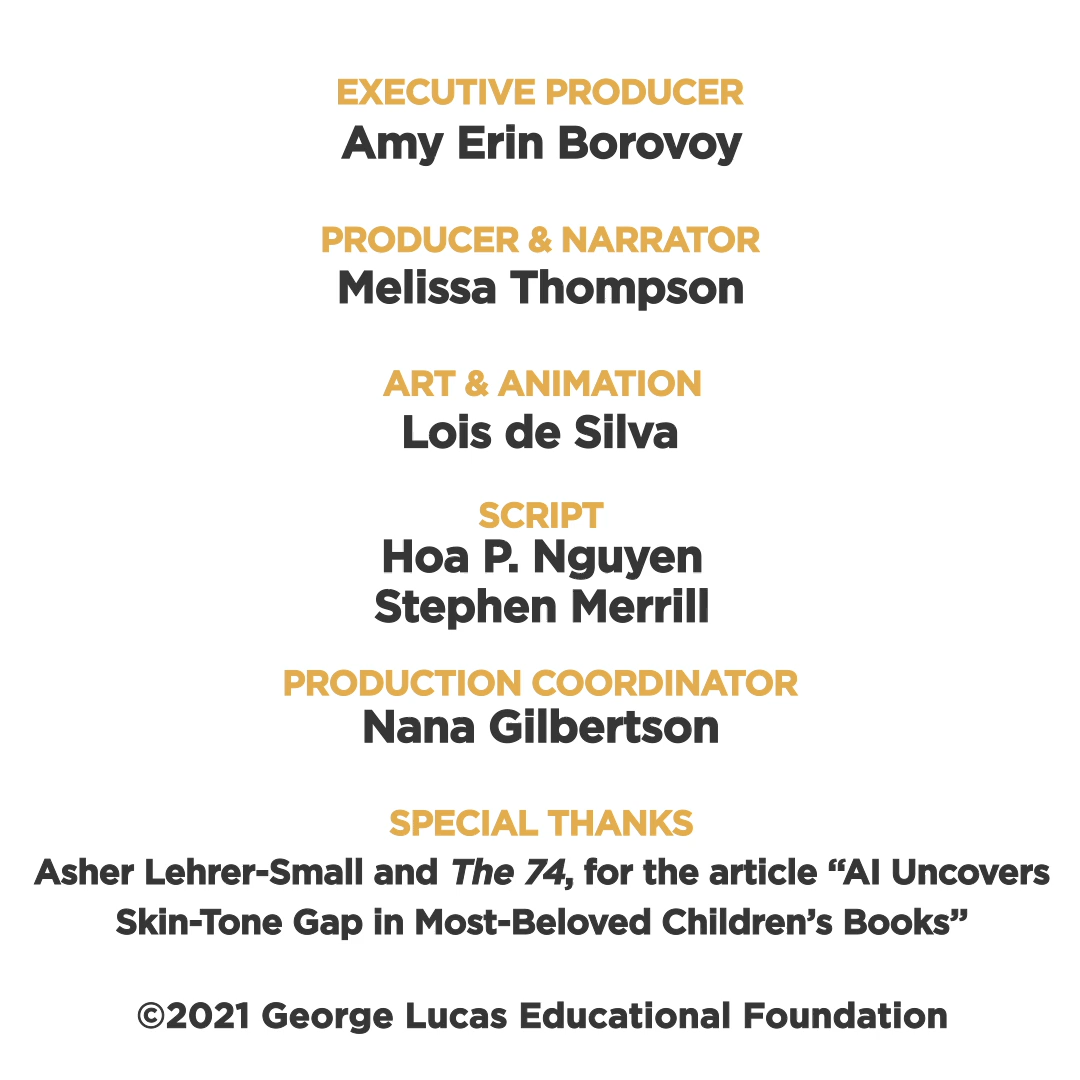 EXECUTIVE PRODUCER
Amy Erin Borovoy
PRODUCER & NARRATOR
Melissa Thompson
ART & ANIMATION
Lois de Silva
SCRIPT
Hoa P. Nguyen
Stephen Merrill
PRODUCTION COORDINATOR
Nana Gilbertson
SPECIAL THANKS
Asher Lehrer-Small and The 74, for the article “AI Uncovers
Skin-Tone Gap in Most-Beloved Children’s Books”
©2021 George Lucas Educational Foundation